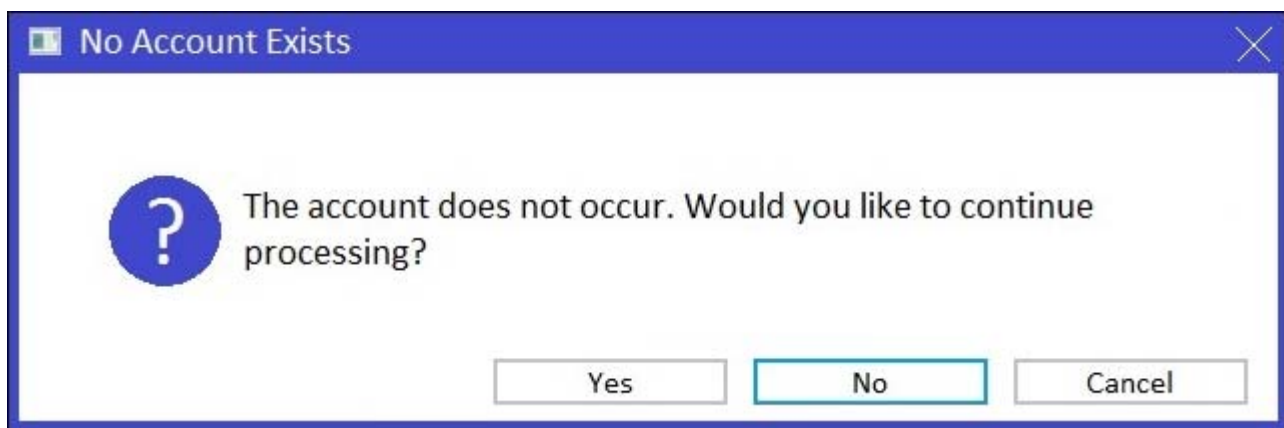 No Account Exists
The account does not occur. Would you like to continue
processing?
Yes
No
Cancel